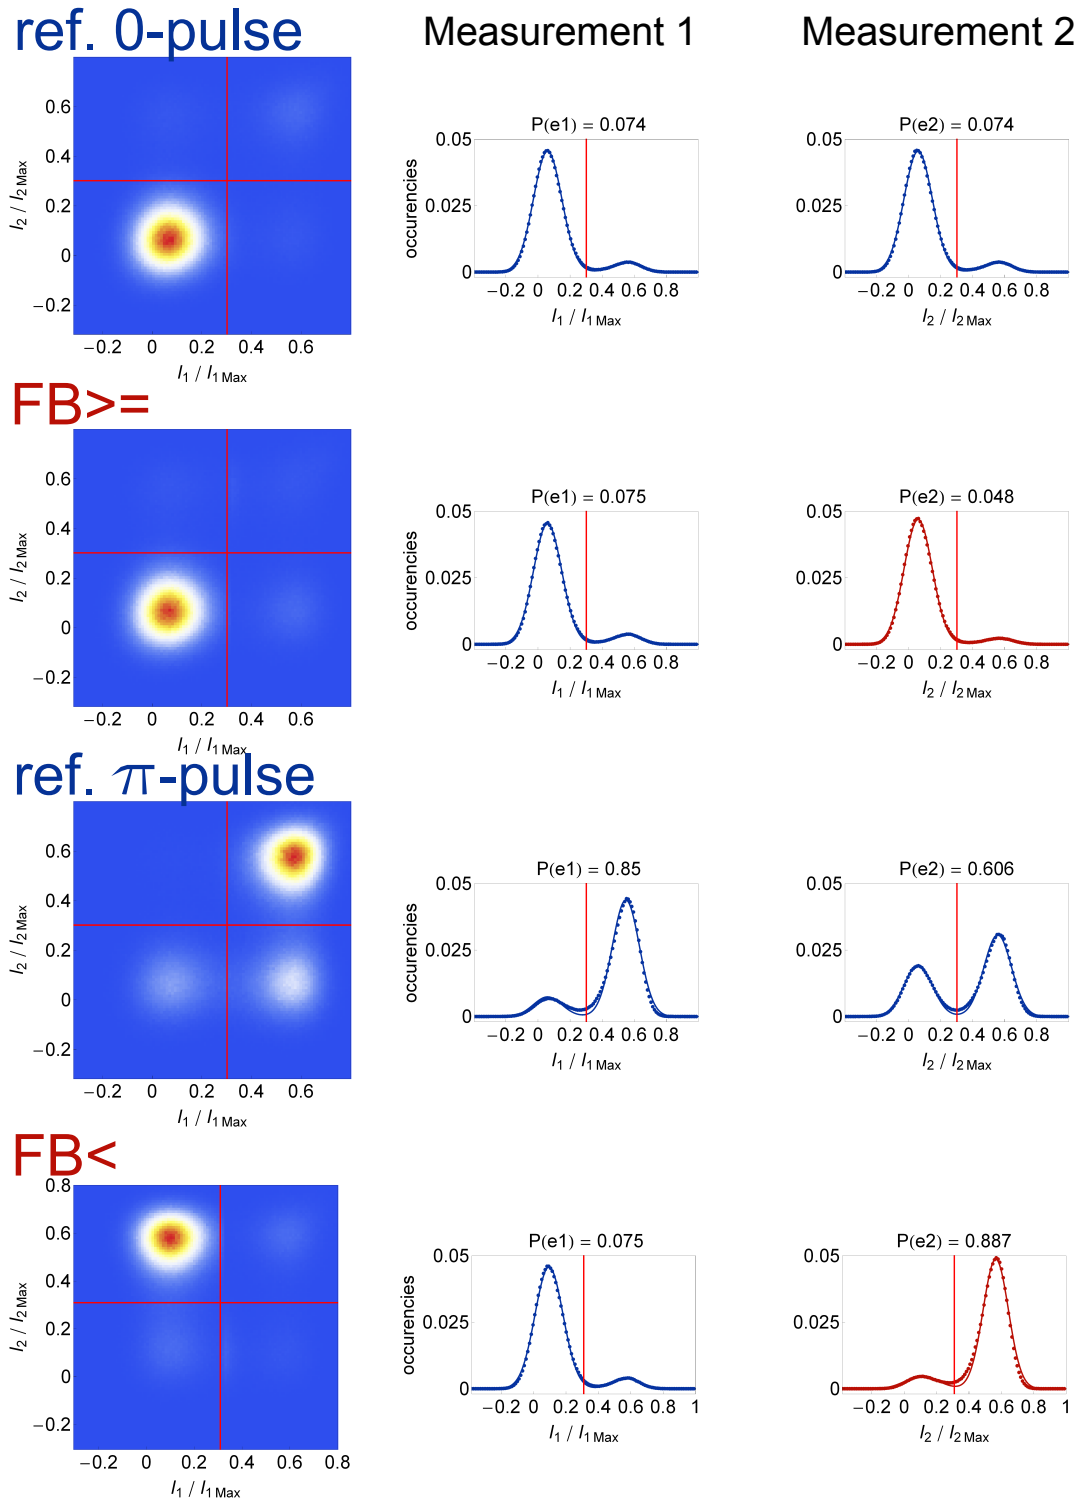 ref. 0-pulse
Measurement 1
Measurement 2
0.6
0.4
0.2
0
−0.2
I2 / I2 Max
−0.2 0 0.2 0.4 0.6
I1 / I1 Max
P(e1) = 0.074
0.05
0.025
0
occurencies
−0.2 0 0.2 0.4 0.6 0.8
I1 / I1 Max
P(e2) = 0.074
0.05
0.025
0
−0.2 0 0.2 0.4 0.6 0.8
I2 / I2 Max
FB>=
0.6
0.4
0.2
0
−0.2
I2 / I2 Max
−0.2 0 0.2 0.4 0.6
I1 / I1 Max
P(e1) = 0.075
0.05
0.025
0
occurencies
−0.2 0 0.2 0.4 0.6 0.8
I1 / I1 Max
P(e2) = 0.048
0.05
0.025
0
−0.2 0 0.2 0.4 0.6 0.8
I2 / I2 Max
ref. π-pulse
0.6
0.4
0.2
0
−0.2
I2 / I2 Max
−0.2 0 0.2 0.4 0.6
I1 / I1 Max
P(e1) = 0.85
0.05
0.025
0
occurencies
−0.2 0 0.2 0.4 0.6 0.8
I1 / I1 Max
P(e2) = 0.606
0.05
0.025
0
−0.2 0 0.2 0.4 0.6 0.8
I2 / I2 Max
FB<
0.8
0.6
0.4
0.2
0
−0.2
I2 / I2 Max
−0.2 0 0.2 0.4 0.6 0.8
I1 / I1 Max
P(e1) = 0.075
0.05
0.025
0
occurencies
−0.2 0 0.2 0.4 0.6 0.8 1
I1 / I1 Max
P(e2) = 0.887
0.05
0.025
0
−0.2 0 0.2 0.4 0.6 0.8 1
I2 / I2 Max